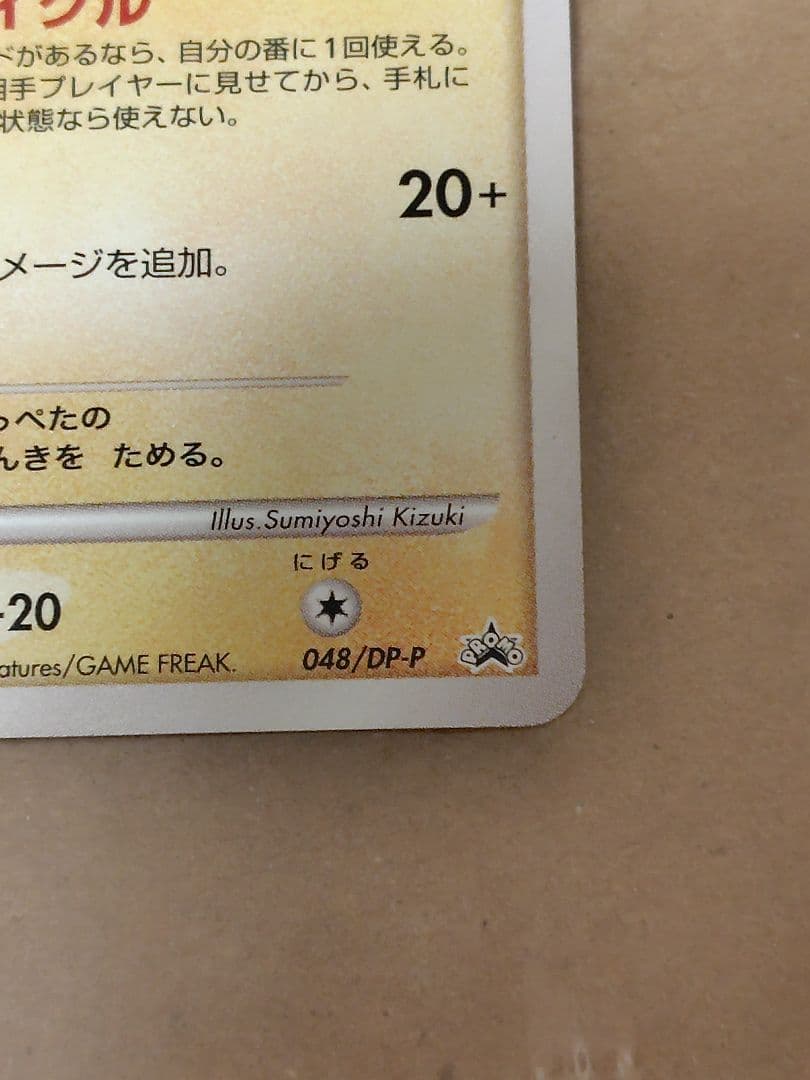 イクル
ドがあるなら、自分の番に1回使える。
相手プレイヤーに見せてから、手札に
状態なら使えない。
20+
メージを追加。
っぺたの
んきを ためる。
Illus.Sumiyoshi Kizuki
にげる
-20
atures/GAME FREAK.
048/DP-P
PROMO